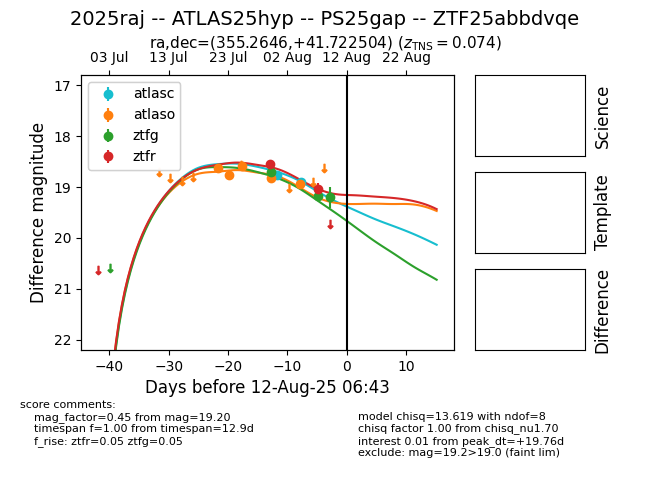 2025raj -- ATLAS25hyp -- PS25gap -- ZTF25abbdvqe
ra,dec=(355.2646,+41.722504) (z_TNS = 0.074)
03 Jul 13 Jul 23 Jul 02 Aug 12 Aug 22 Aug
17
18
19
20
21
22
Difference magnitude
atlasc
atlaso
ztfg
ztfr
−40 −30 −20 −10 0 10
Days before 12-Aug-25 06:43
Science
Template
Difference
score comments:
mag_factor=0.45 from mag=19.20
timespan f=1.00 from timespan=12.9d
f_rise: ztfr=0.05 ztfg=0.05
model chisq=13.619 with ndof=8
chisq factor 1.00 from chisq_nu1.70
interest 0.01 from peak_dt=+19.76d
exclude: mag=19.2>19.0 (faint lim)